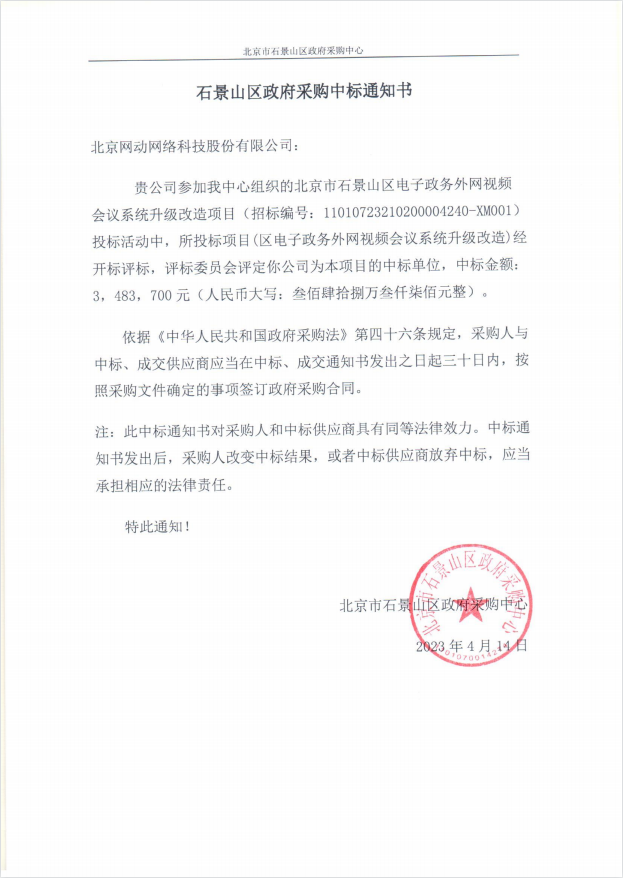 北京市石景山区政府采购中心
石景山区政府采购中标通知书
北京网动网络科技股份有限公司：
贵公司参加我中心组织的北京市石景山区电子政务外网视频
会议系统升级改造项目（招标编号：11010723210200004240-XM001）
投标活动中，所投标项目(区电子政务外网视频会议系统升级改造)经
开标评标，评标委员会评定你公司为本项目的中标单位，中标金额：
3，483，700 元（人民币大写：叁佰肆拾捌万叁仟柒佰元整）。
依据《中华人民共和国政府采购法》第四十六条规定，采购人与
中标、成交供应商应当在中标、成交通知书发出之日起三十日内，按
照采购文件确定的事项签订政府采购合同。
注：此中标通知书对采购人和中标供应商具有同等法律效力。中标通
知书发出后，采购人改变中标结果，或者中标供应商放弃中标，应当
承担相应的法律责任。
特此通知！
北京市石景山区政府采购中心
2023 年 4 月 14 日
北京市石景山区政府采购中心